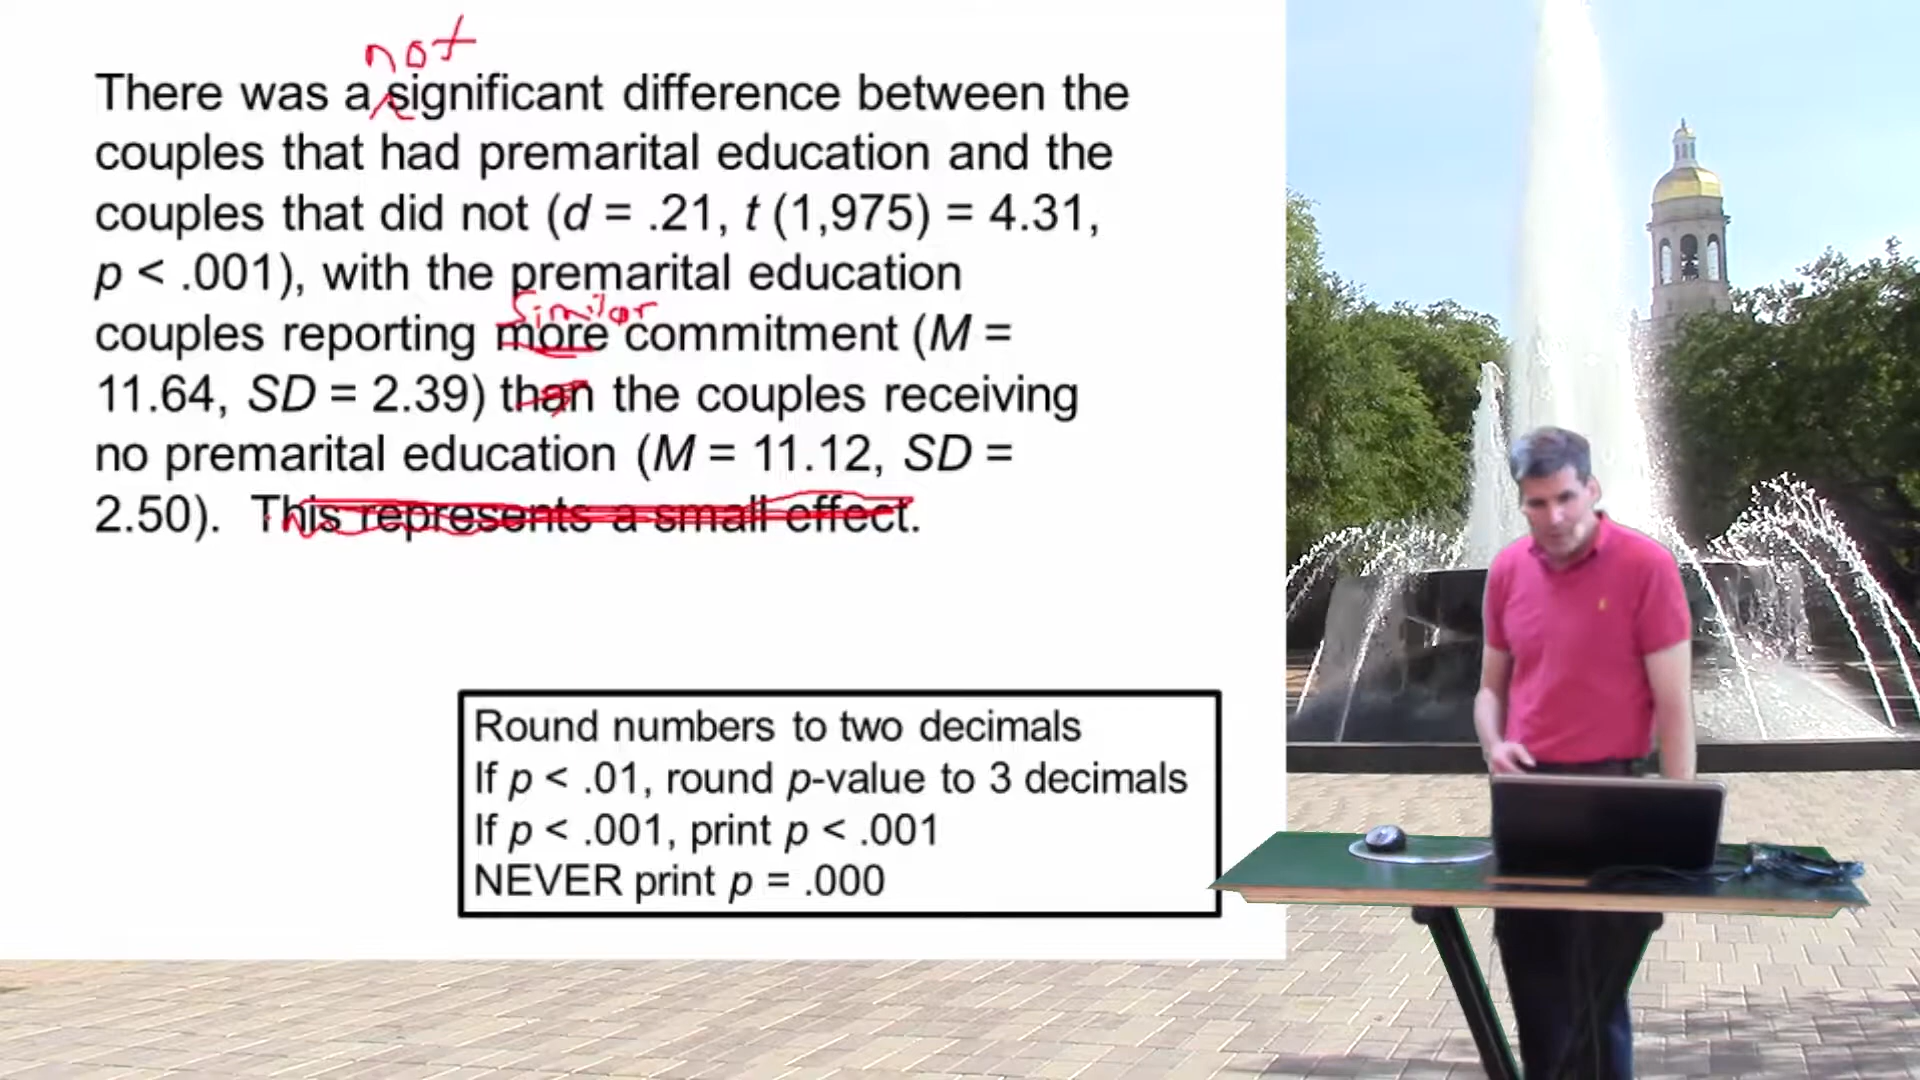 not
There was a significant difference between the
couples that had premarital education and the
couples that did not (d = .21, t (1,975) = 4.31,
p < .001), with the premarital education
similar
couples reporting more commitment (M =
11.64, SD = 2.39) than the couples receiving
no premarital education (M = 11.12, SD =
2.50). This represents a small effect.
Round numbers to two decimals
If p < .01, round p-value to 3 decimals
If p < .001, print p < .001
NEVER print p = .000